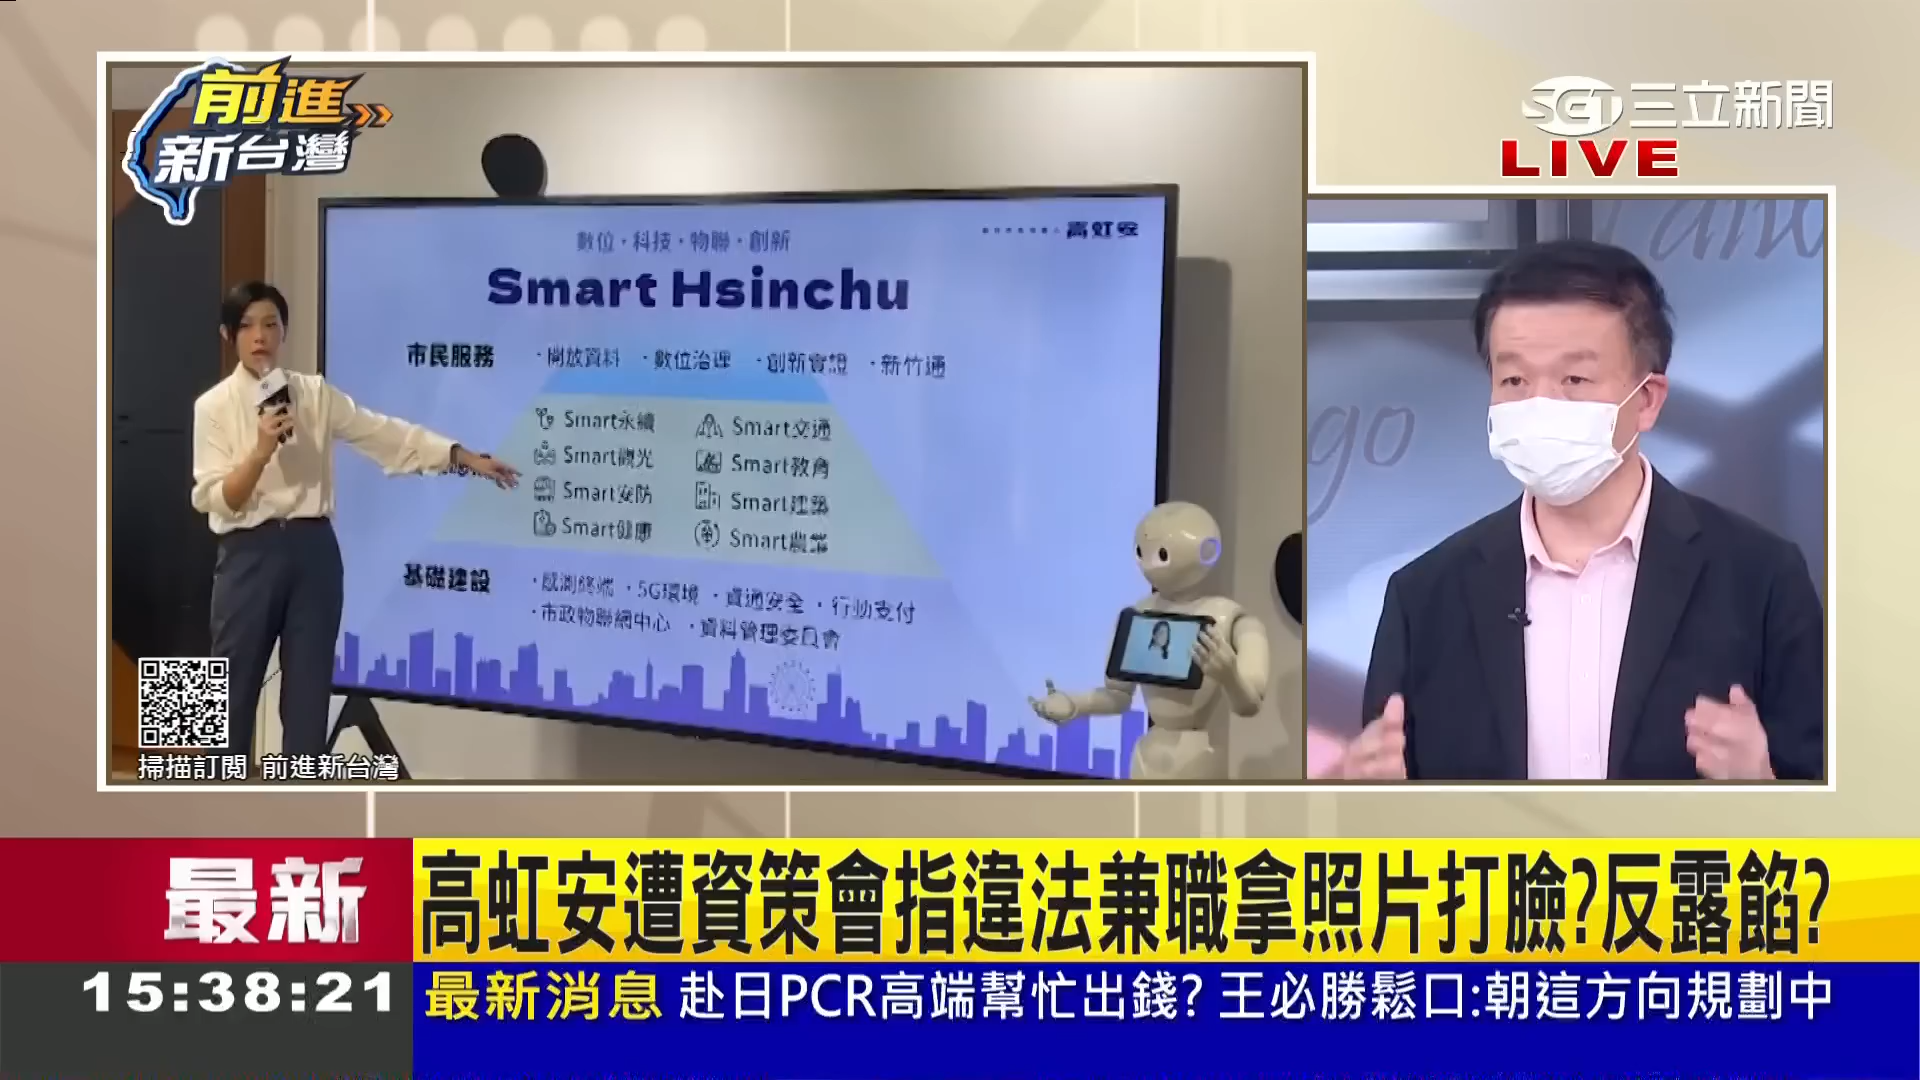 前進
新台灣
SET三立新聞
LIVE
數位·科技·物聯·創新
高虹安
Smart Hsinchu
市民服務 ·開放資料 ·數位治理 ·創新實證 ·新竹通
Smart永續 Smart交通
Smart觀光 Smart教育
Smart安防 Smart建築
Smart健康 Smart農業
基礎建設 ·感測終端 ·5G環境 ·資通安全 ·行動支付
·市政物聯網中心 ·資料管理委員會
掃描訂閱 前進新台灣
Taiw
go
最新 高虹安遭資策會指違法兼職拿照片打臉?反露餡?
15:38:21 最新消息 赴日PCR高端幫忙出錢? 王必勝鬆口:朝這方向規劃中